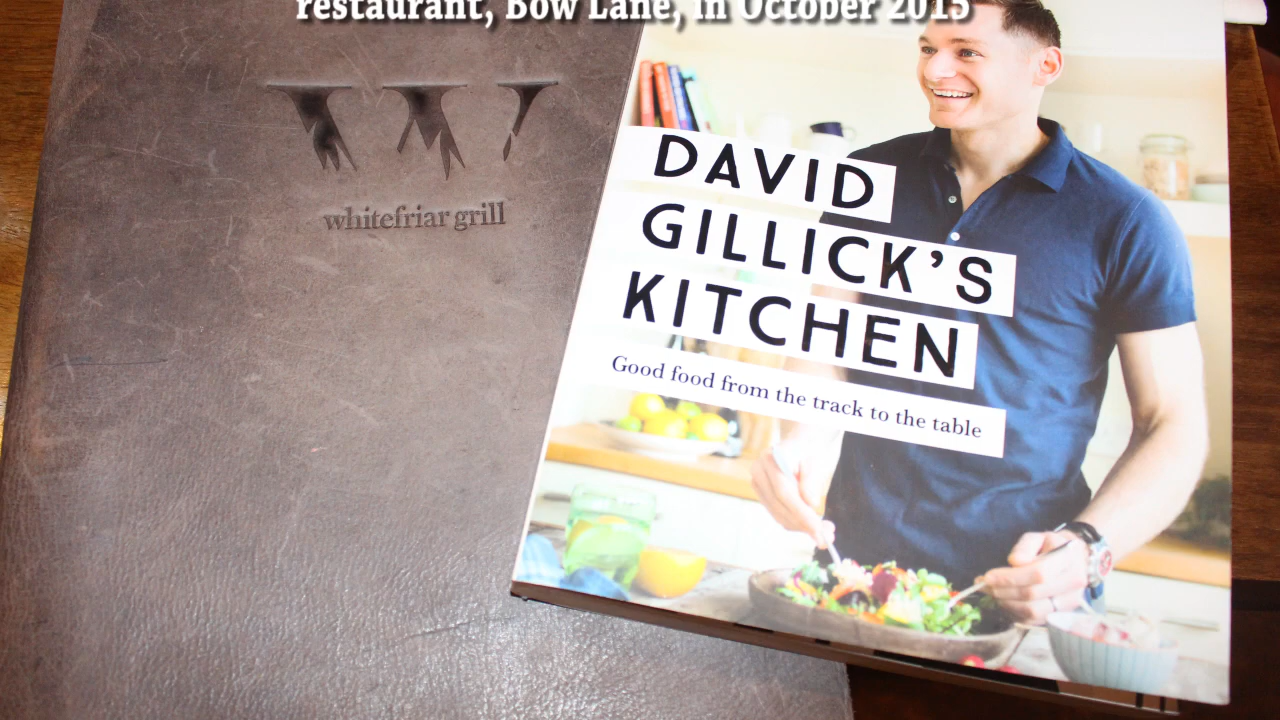 restaurant, Bow Lane, in October 2015
whitefriar grill
DAVID
GILLICK'S
KITCHEN
Good food from the track to the table